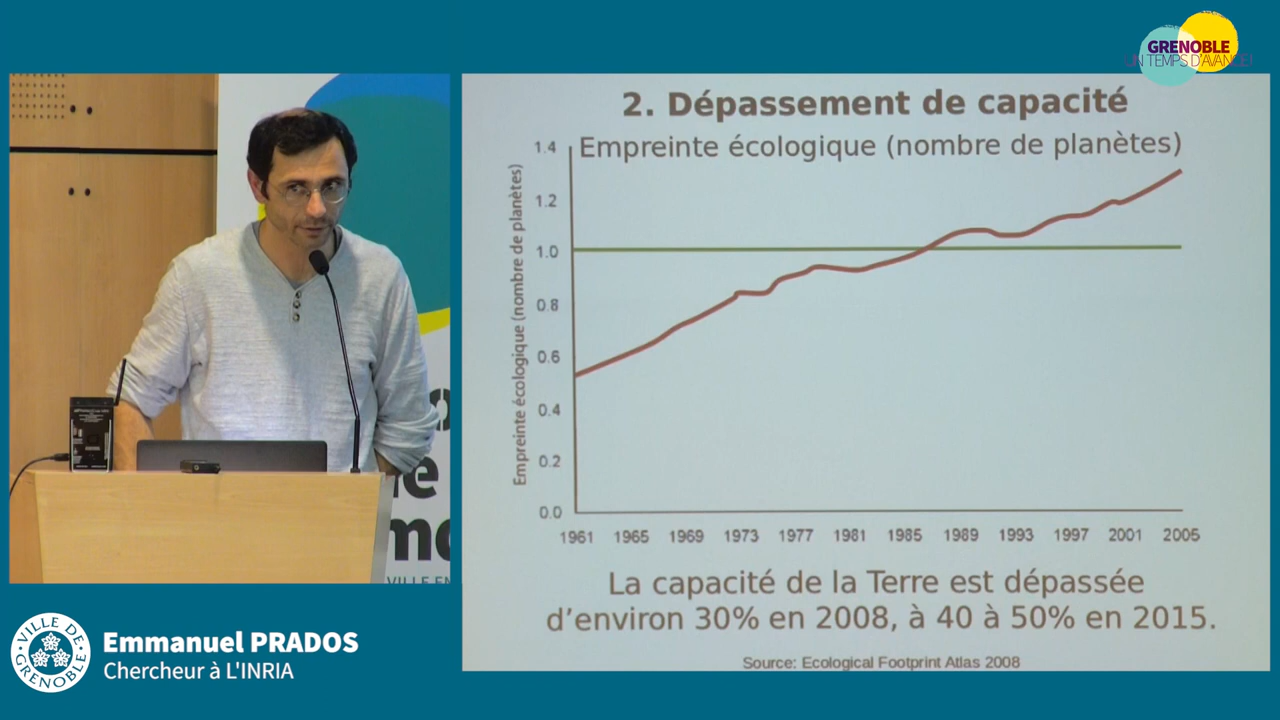 GRENOBLE
UN TEMPS D'AVANCE!
2. Dépassement de capacité
Empreinte écologique (nombre de planètes)
Empreinte écologique (nombre de planètes)
1.4
1.2
1.0
0.8
0.6
0.4
0.2
0.0
1961 1965 1969 1973 1977 1981 1985 1989 1993 1997 2001 2005
La capacité de la Terre est dépassée
d'environ 30% en 2008, à 40 à 50% en 2015.
Source: Ecological Footprint Atlas 2008
VILLE EN
VILLE DE
GRENOBLE
Emmanuel PRADOS
Chercheur à L'INRIA